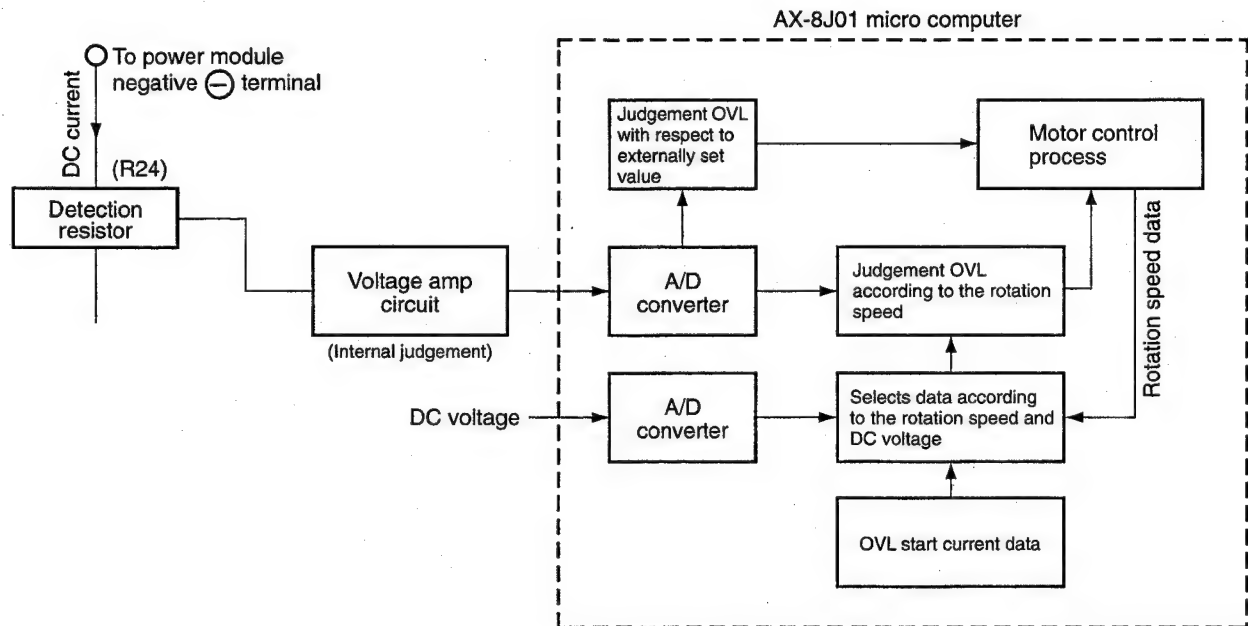 AX-8J01 micro computer
To power module
negative ⊖ terminal
DC current
(R24)
Detection
resistor
Voltage amp
circuit
(Internal judgement)
Judgement OVL
with respect to
externally set
value
Motor control
process
A/D
converter
Judgement OVL
according to the rotation
speed
Rotation speed data
DC voltage
A/D
converter
Selects data according
to the rotation speed and
DC voltage
OVL start current data